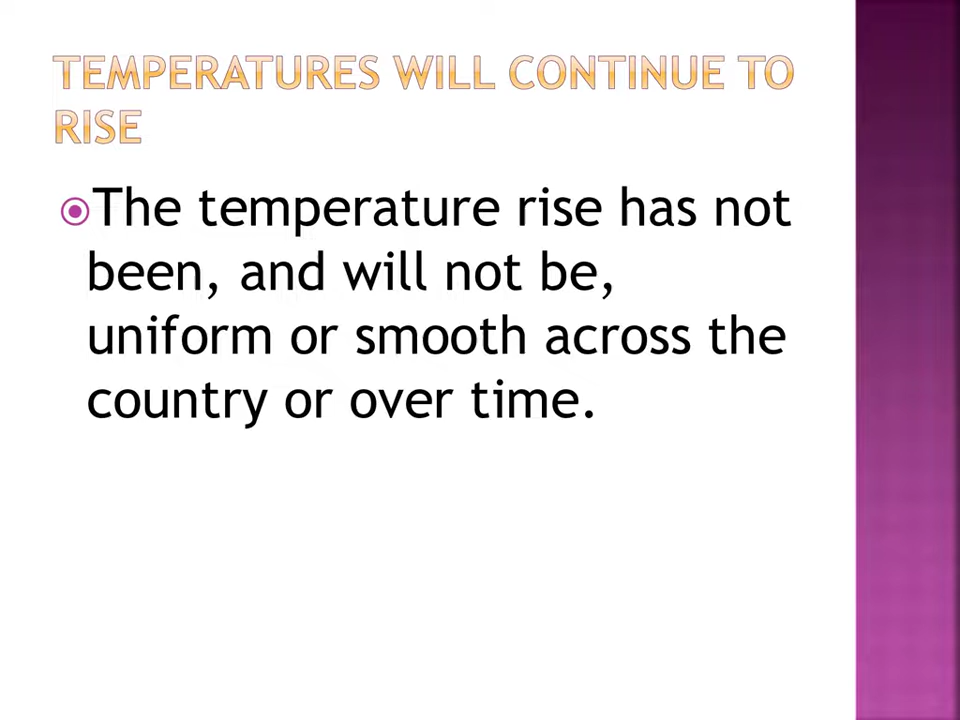 TEMPERATURES WILL CONTINUE TO
RISE
The temperature rise has not
been, and will not be,
uniform or smooth across the
country or over time.